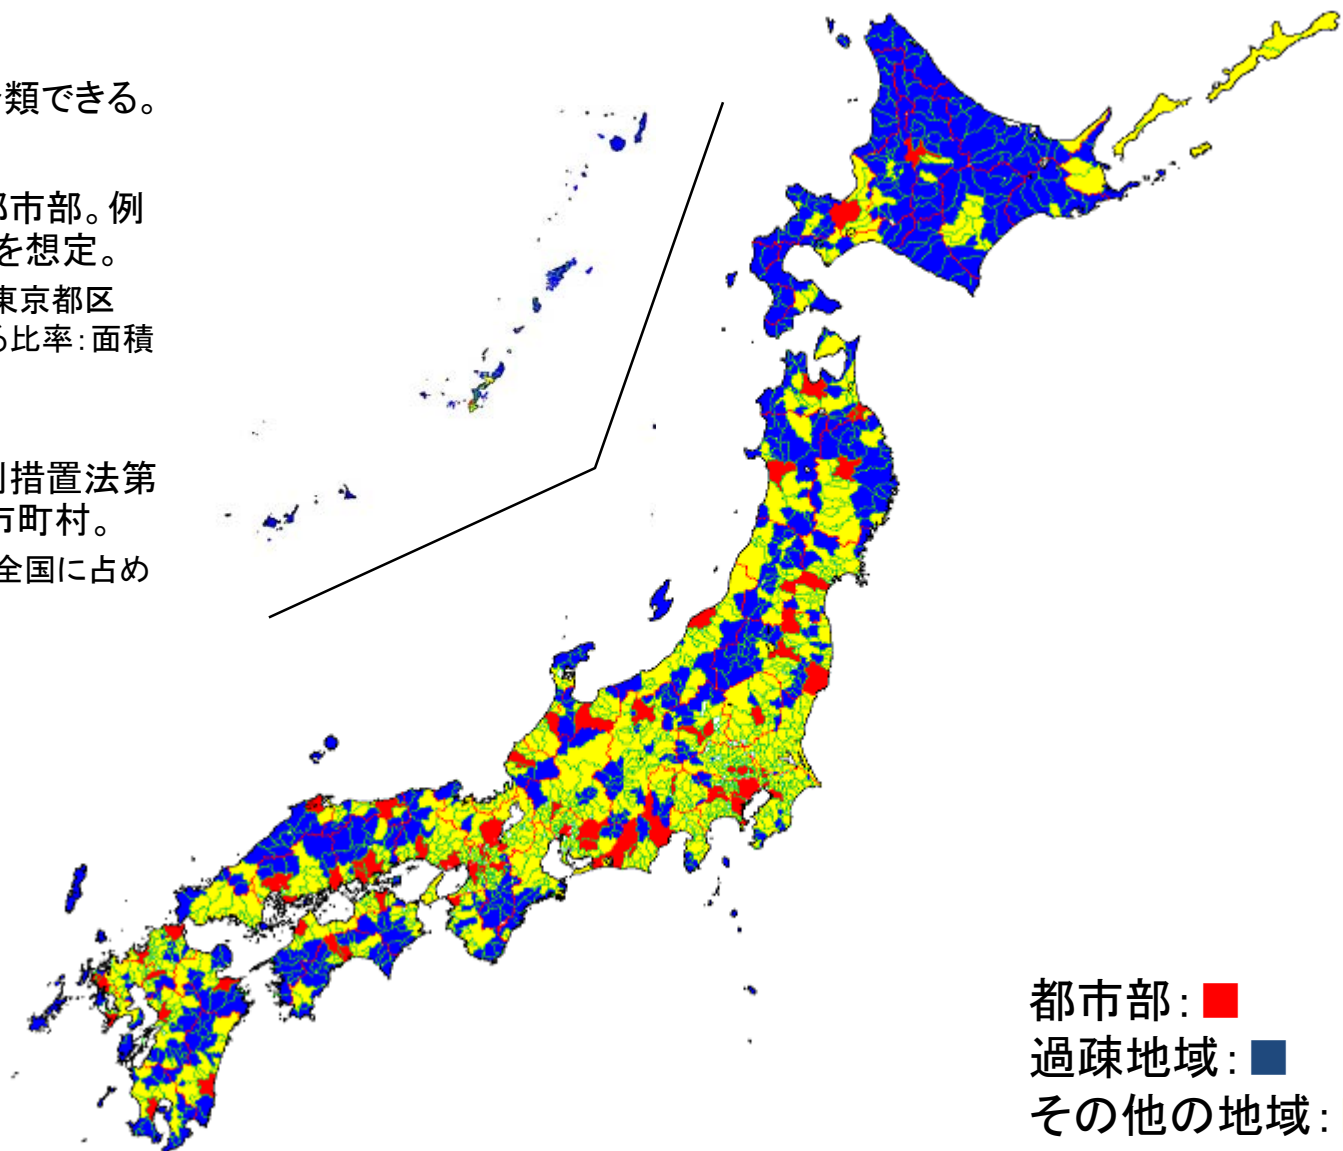 類できる。
都市部。例
を想定。
東京都区
る比率：面積
別措置法第
市町村。
全国に占め
都市部：
過疎地域：
その他の地域：